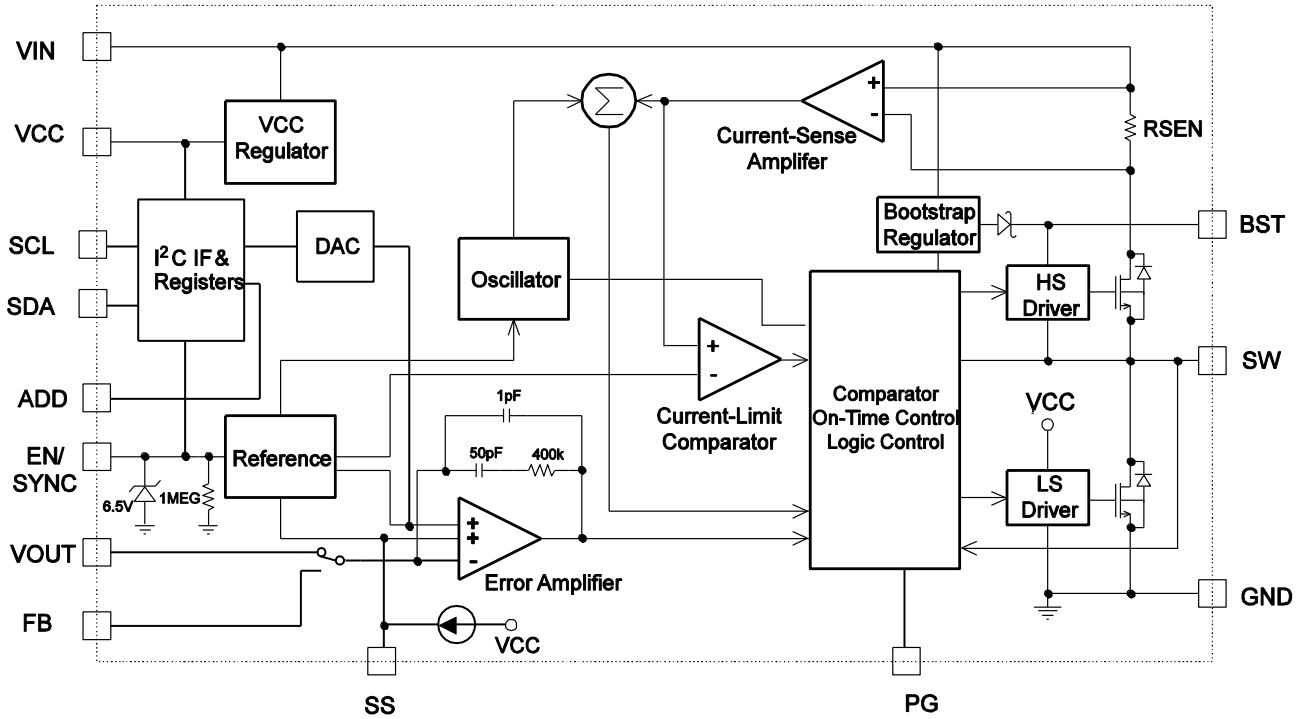 VIN
VCC
SCL
SDA
ADD
EN/
SYNC
VOUT
FB
VCC
Regulator
I²C IF &
Registers
DAC
Reference
6.5V
1MEG
Oscillator
Σ
+
-
Current-Sense
Amplifer
RSEN
Bootstrap
Regulator
BST
HS
Driver
SW
+
-
Current-Limit
Comparator
Comparator
On-Time Control
Logic Control
VCC
LS
Driver
GND
1pF
50pF
400k
+
+
-
Error Amplifier
VCC
SS
PG